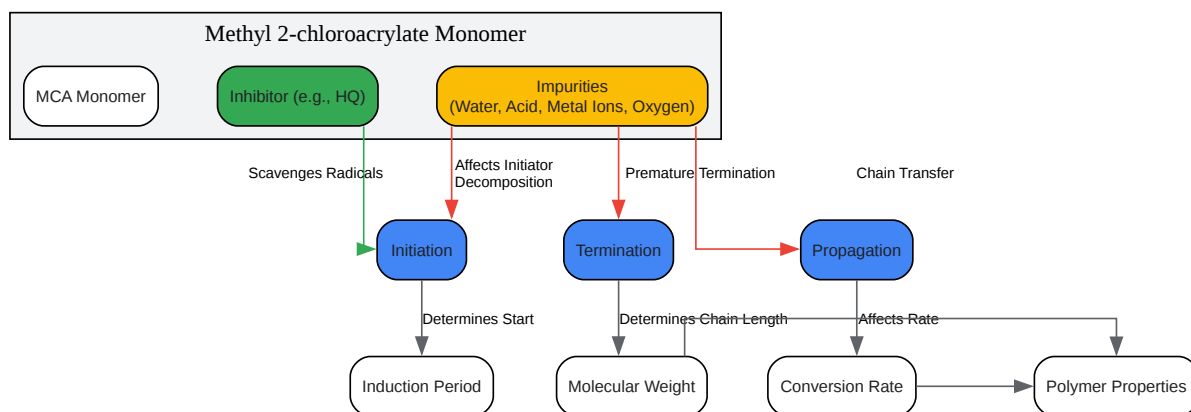 Methyl 2-chloroacrylate Monomer
MCA Monomer
Inhibitor (e.g., HQ)
Impurities
(Water, Acid, Metal Ions, Oxygen)
Scavenges Radicals
Affects Initiator
Decomposition
Premature Termination
Chain Transfer
Initiation
Termination
Propagation
Determines Start
Determines Chain Length
Affects Rate
Induction Period
Molecular Weight
Conversion Rate
Polymer Properties